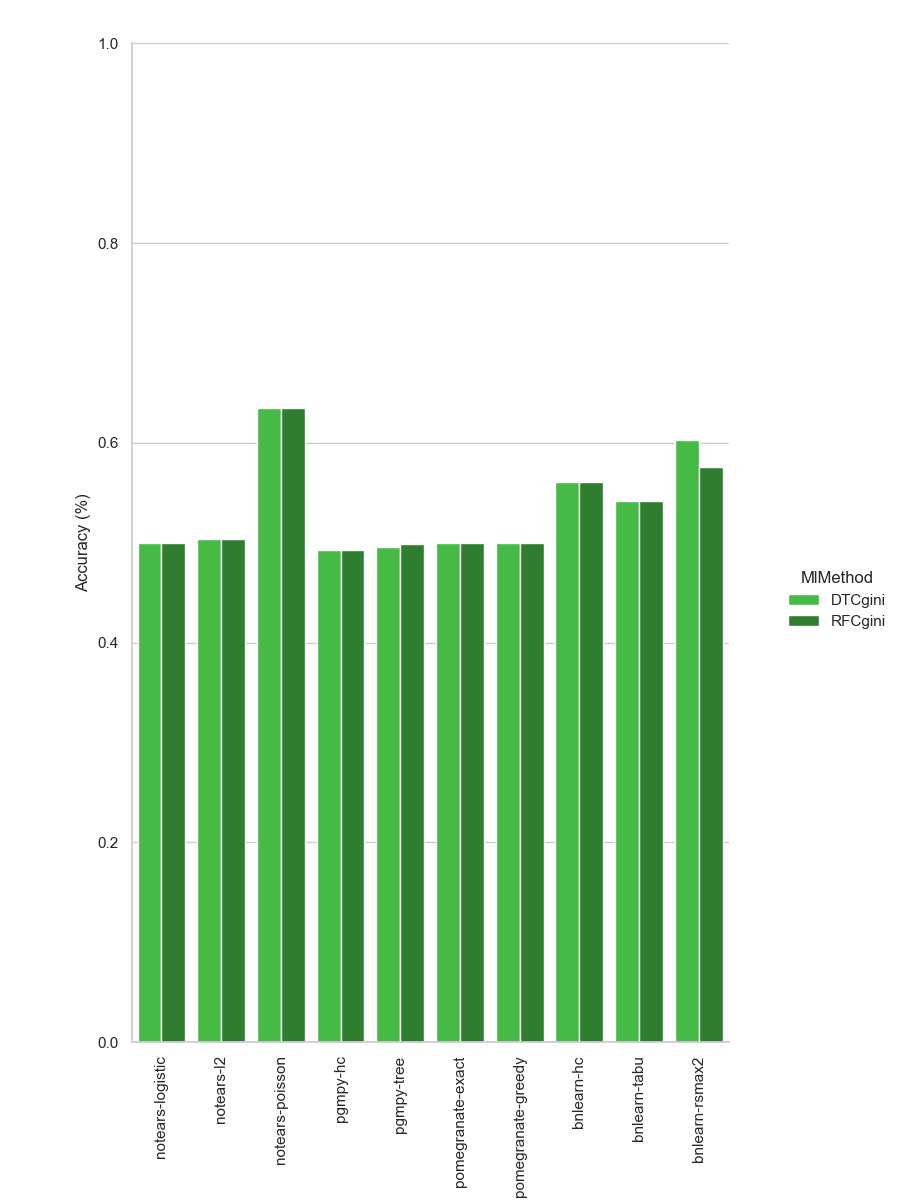 1.0
0.8
0.6
0.4
0.2
0.0
Accuracy (%)
notears-logistic
notears-l2
notears-poisson
pgmpy-hc
pgmpy-tree
pomegranate-exact
pomegranate-greedy
bnlearn-hc
bnlearn-tabu
bnlearn-rsmax2
MlMethod
DTCgini
RFCgini